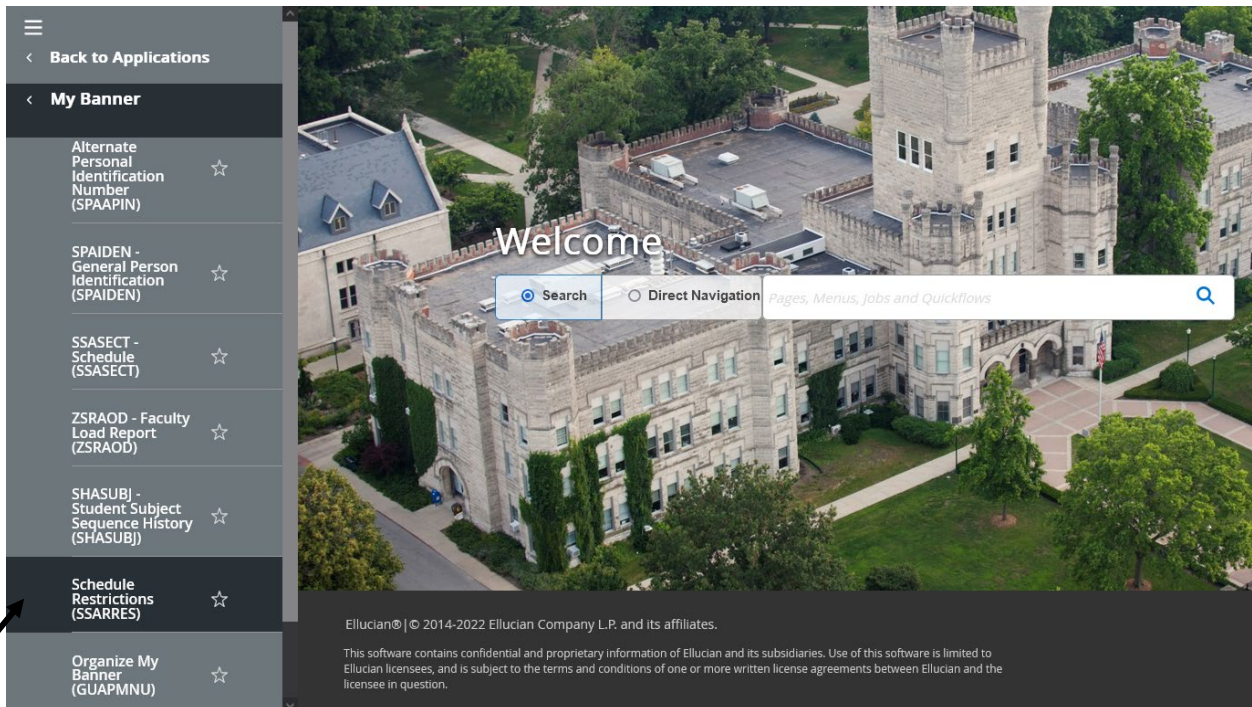 Back to Applications
My Banner
Alternate
Personal
Identification
Number
(SPAAPIN)
SPAIDEN -
General Person
Identification
(SPAIDEN)
SSASECT -
Schedule
(SSASECT)
ZSRAOD - Faculty
Load Report
(ZSRAOD)
SHASUBJ -
Student Subject
Sequence History
(SHASUBJ)
Schedule
Restrictions
(SSARRES)
Organize My
Banner
(GUAPMNU)
Welcome
Search
Direct Navigation
Pages, Menus, Jobs and Quickflows
Ellucian®|© 2014-2022 Ellucian Company L.P. and its affiliates.
This software contains confidential and proprietary information of Ellucian and its subsidiaries. Use of this software is limited to
Ellucian licensees, and is subject to the terms and conditions of one or more written license agreements between Ellucian and the
licensee in question.